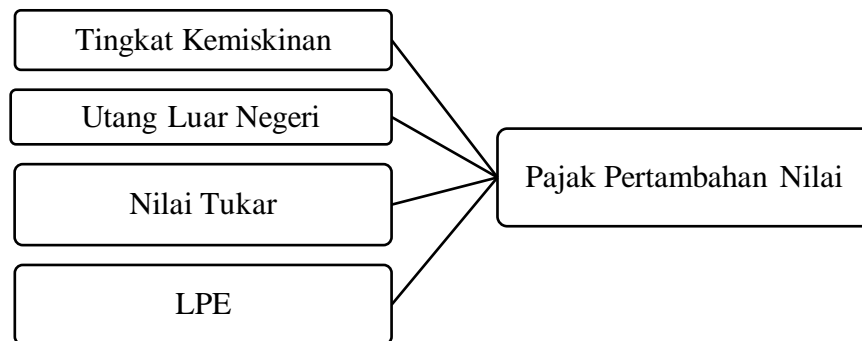 Tingkat Kemiskinan
Utang Luar Negeri
Nilai Tukar
LPE
Pajak Pertambahan Nilai